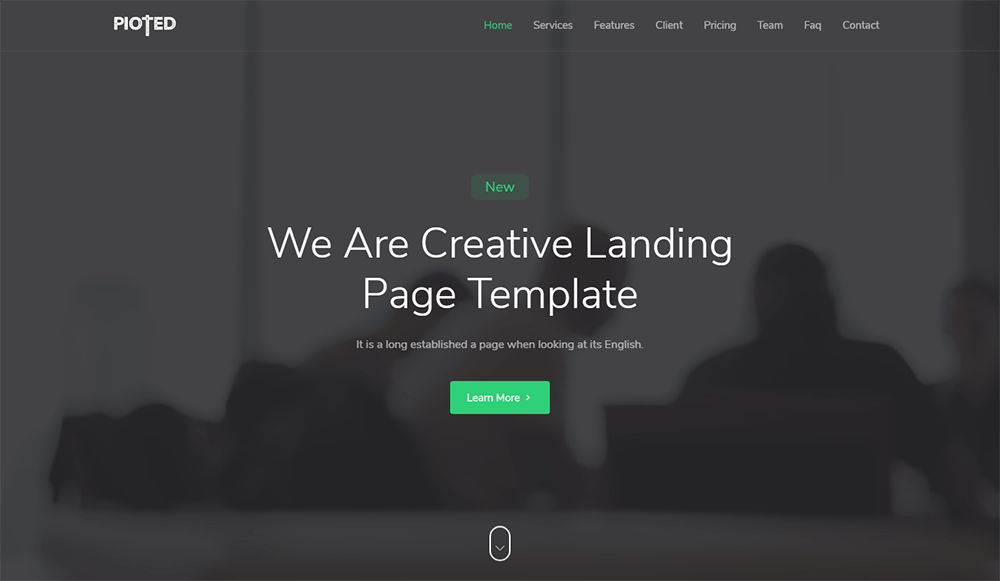 PIOTED
Home Services Features Client Pricing Team Faq Contact
New
We Are Creative Landing
Page Template
It is a long established a page when looking at its English.
Learn More